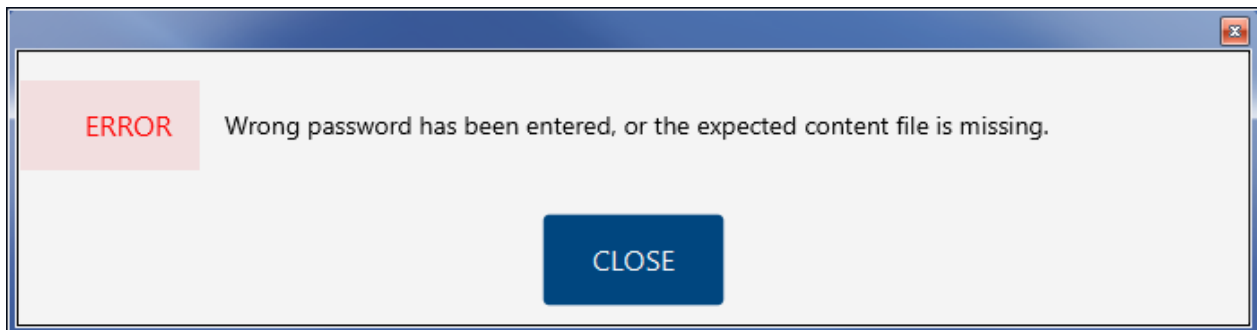 ERROR Wrong password has been entered, or the expected content file is missing.
CLOSE